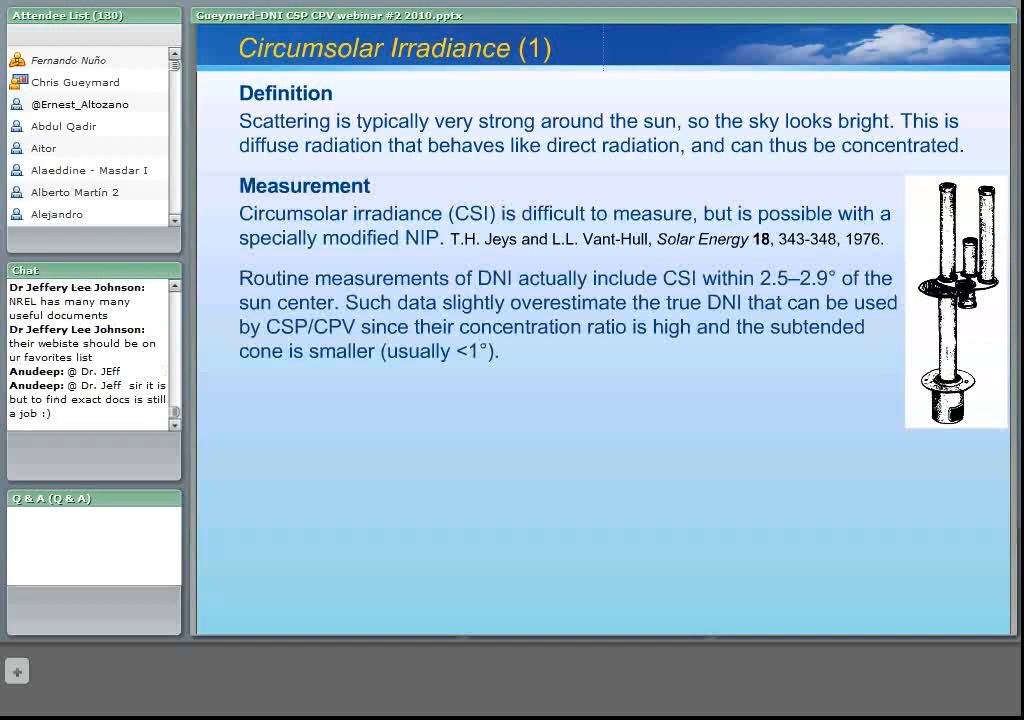 Attendee List (130)
Fernando Nuño
Chris Gueymard
@Ernest_Altozano
Abdul Qadir
Aitor
Alaeddine - Masdar I
Alberto Martín 2
Alejandro
Chat
Dr Jeffery Lee Johnson:
NREL has many many
useful documents
Dr Jeffery Lee Johnson:
their webiste should be on
ur favorites list
Anudeep: @ Dr. JEff
Anudeep: @ Dr. Jeff sir it is
but to find exact docs is still
a job :)
Q & A (Q & A)
Gueymard-DNI CSP CPV webinar #2 2010.pptx
Circumsolar Irradiance (1)
Definition
Scattering is typically very strong around the sun, so the sky looks bright. This is
diffuse radiation that behaves like direct radiation, and can thus be concentrated.
Measurement
Circumsolar irradiance (CSI) is difficult to measure, but is possible with a
specially modified NIP. T.H. Jeys and L.L. Vant-Hull, Solar Energy 18, 343-348, 1976.
Routine measurements of DNI actually include CSI within 2.5–2.9° of the
sun center. Such data slightly overestimate the true DNI that can be used
by CSP/CPV since their concentration ratio is high and the subtended
cone is smaller (usually <1°).